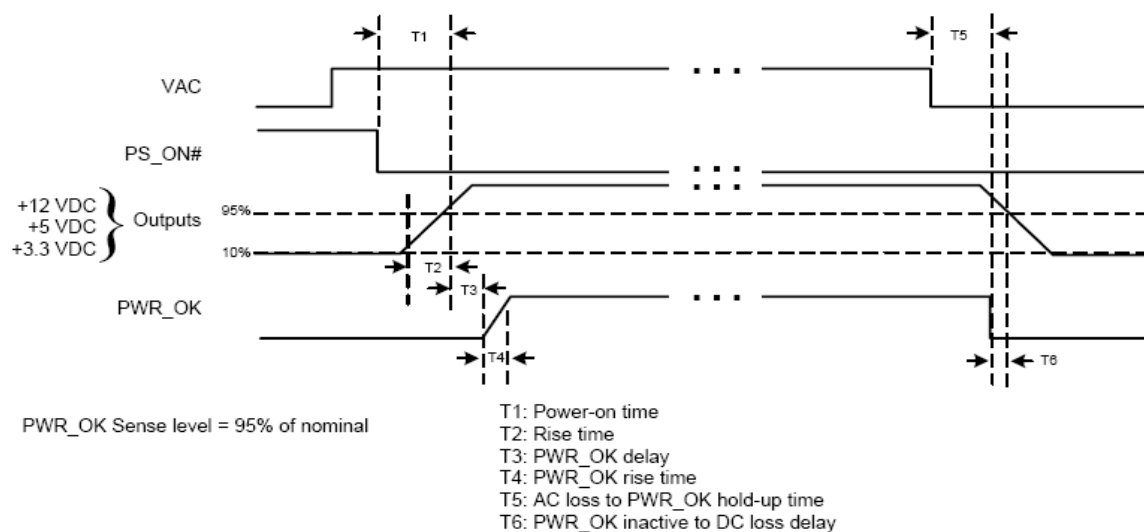 T1
T5
VAC
PS_ON#
+12 VDC
+5 VDC
+3.3 VDC
Outputs
95%
10%
T2
T3
PWR_OK
T4
T6
PWR_OK Sense level = 95% of nominal
T1: Power-on time
T2: Rise time
T3: PWR_OK delay
T4: PWR_OK rise time
T5: AC loss to PWR_OK hold-up time
T6: PWR_OK inactive to DC loss delay